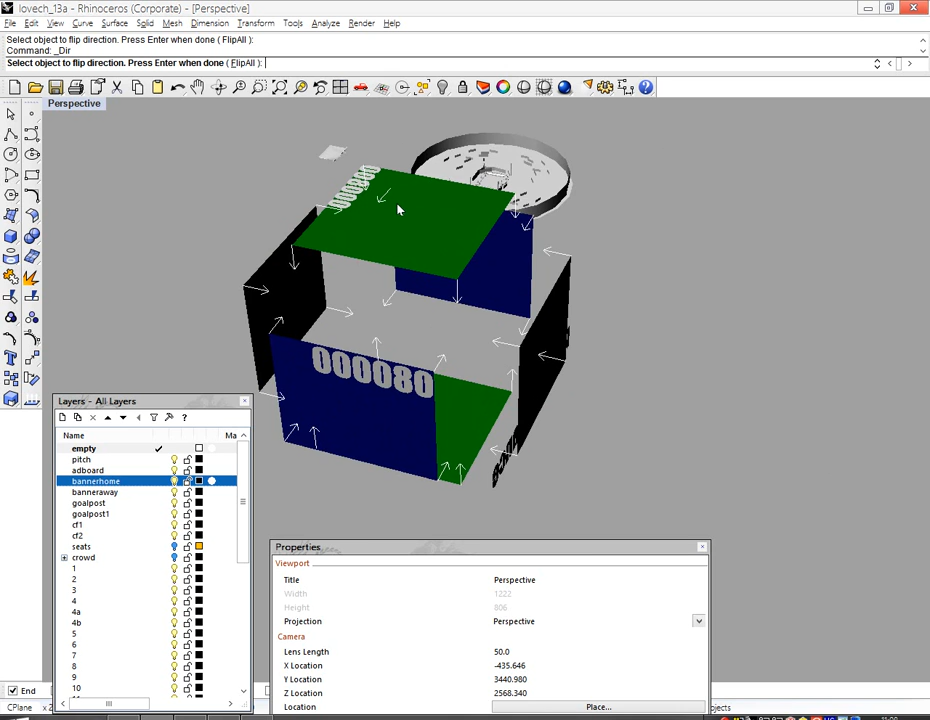 lovech_13a - Rhinoceros (Corporate) - [Perspective]
File Edit View Curve Surface Solid Mesh Dimension Transform Tools Analyze Render Help
Select object to flip direction. Press Enter when done ( FlipAll ):
Command: _Dir
Select object to flip direction. Press Enter when done ( FlipAll ):
Perspective
000080
Layers - All Layers
Name Ma
empty
pitch
adboard
bannerhome
banneraway
goalpost
goalpost1
cf1
cf2
seats
crowd
1
2
3
4
4a
4b
5
6
7
8
9
10
Properties
Viewport
Title Perspective
Width 1222
Height 806
Projection Perspective
Camera
Lens Length 50.0
X Location -435.646
Y Location 3440.980
Z Location 2568.340
Location Place...
End
CPlane